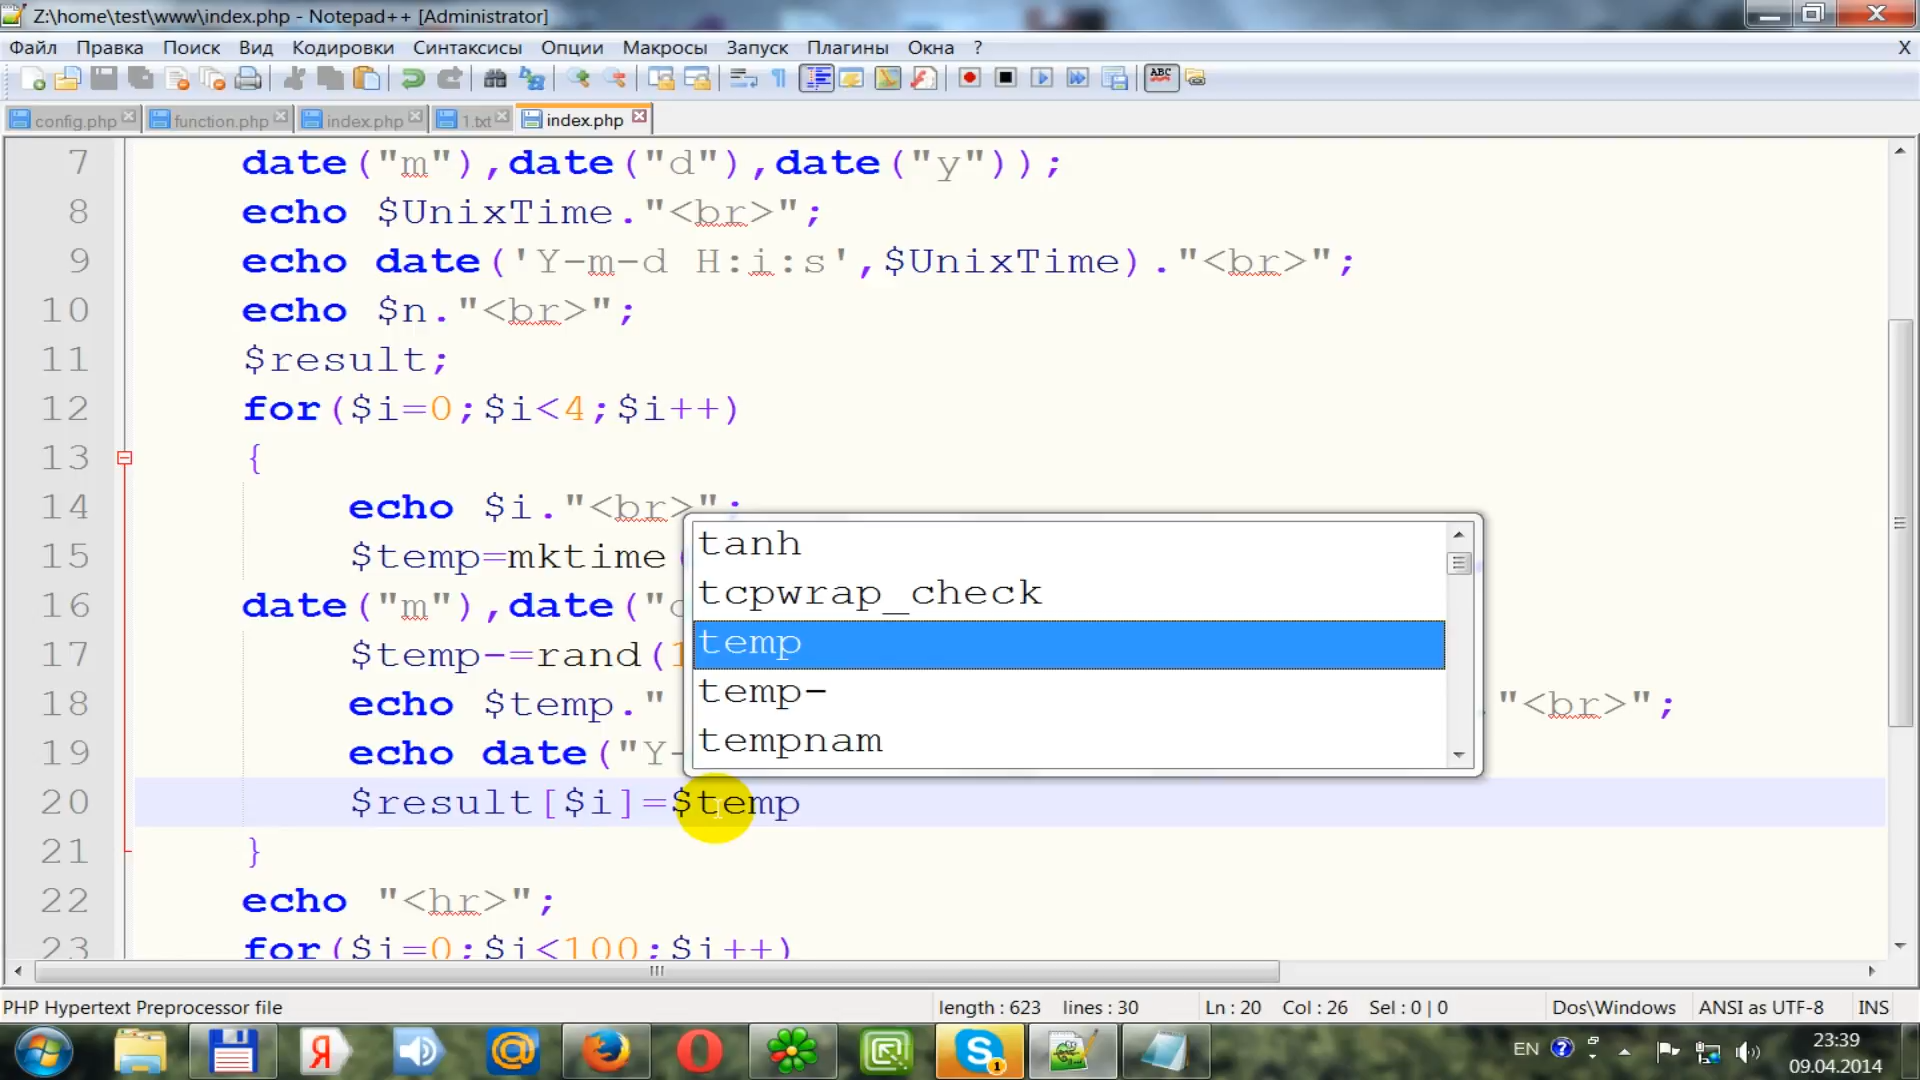 Z:\home\test\www\index.php - Notepad++ [Administrator]
Файл Правка Поиск Вид Кодировки Синтаксисы Опции Макросы Запуск Плагины Окна ? X
ABC
config.php function.php index.php 1.txt index.php
7 date("m"),date("d"),date("y"));
8 echo $UnixTime."<br>";
9 echo date('Y-m-d H:i:s',$UnixTime)."<br>";
10 echo $n."<br>";
11 $result;
12 for($i=0;$i<4;$i++)
13 {
14 echo $i."<br>";
15 $temp=mktime
16 date("m"),date("
17 $temp-=rand(1
18 echo $temp." "<br>";
19 echo date("Y-
20 $result[$i]=$temp
21 }
22 echo "<hr>";
23 for($i=0;$i<100;$i++)
tanh
tcpwrap_check
temp
temp-
tempnam
PHP Hypertext Preprocessor file length : 623 lines : 30 Ln : 20 Col : 26 Sel : 0 | 0 Dos\Windows ANSI as UTF-8 INS
Я @ S 1 EN ? 23:39
09.04.2014